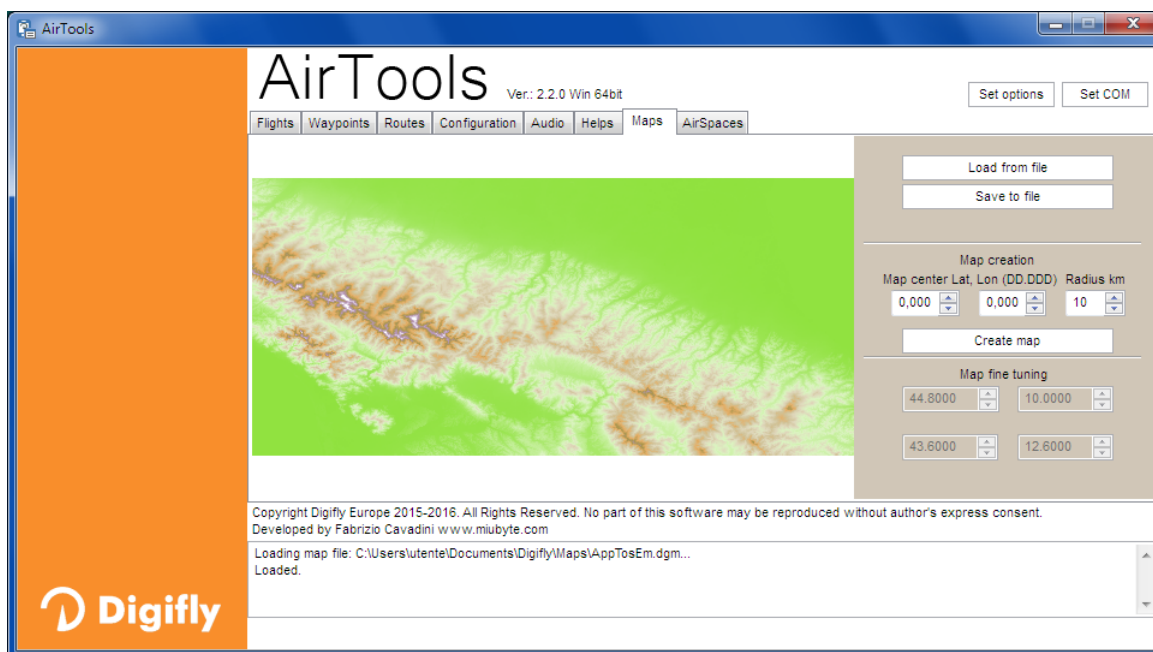 AirTools
AirTools Ver.: 2.2.0 Win 64bit
Set options Set COM
Flights Waypoints Routes Configuration Audio Helps Maps AirSpaces
Load from file
Save to file
Map creation
Map center Lat, Lon (DD.DDD) Radius km
0,000 0,000 10
Create map
Map fine tuning
44.8000 10.0000
43.6000 12.6000
Copyright Digifly Europe 2015-2016. All Rights Reserved. No part of this software may be reproduced without author's express consent.
Developed by Fabrizio Cavadini www.miubyte.com
Loading map file: C:\Users\utente\Documents\Digifly\Maps\AppTosEm.dgm...
Loaded.
Digifly